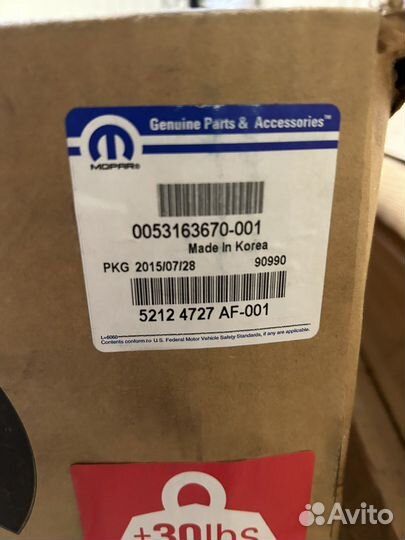 Genuine Parts & Accessories™
MOPAR®
0053163670-001
Made In Korea
PKG 2015/07/28 90990
5212 4727 AF-001
L-6060
Contents conform to U.S. Federal Motor Vehicle Safety Standards, if any are applicable.
+30lbs
Avito